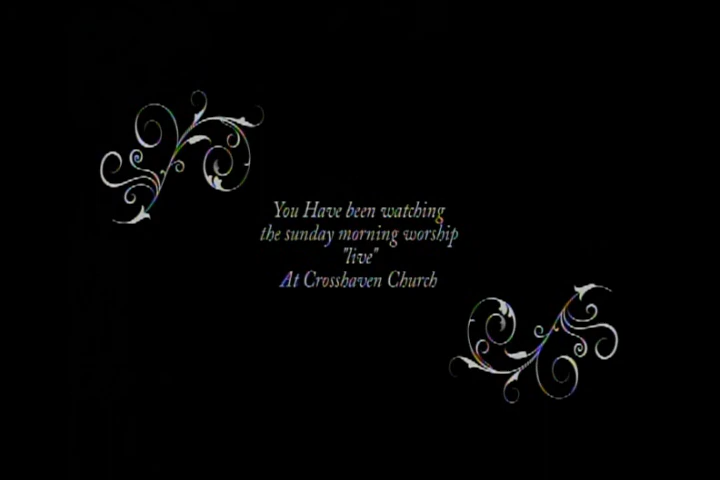 You Have been watching
the sunday morning worship
"live"
At Crosshaven Church